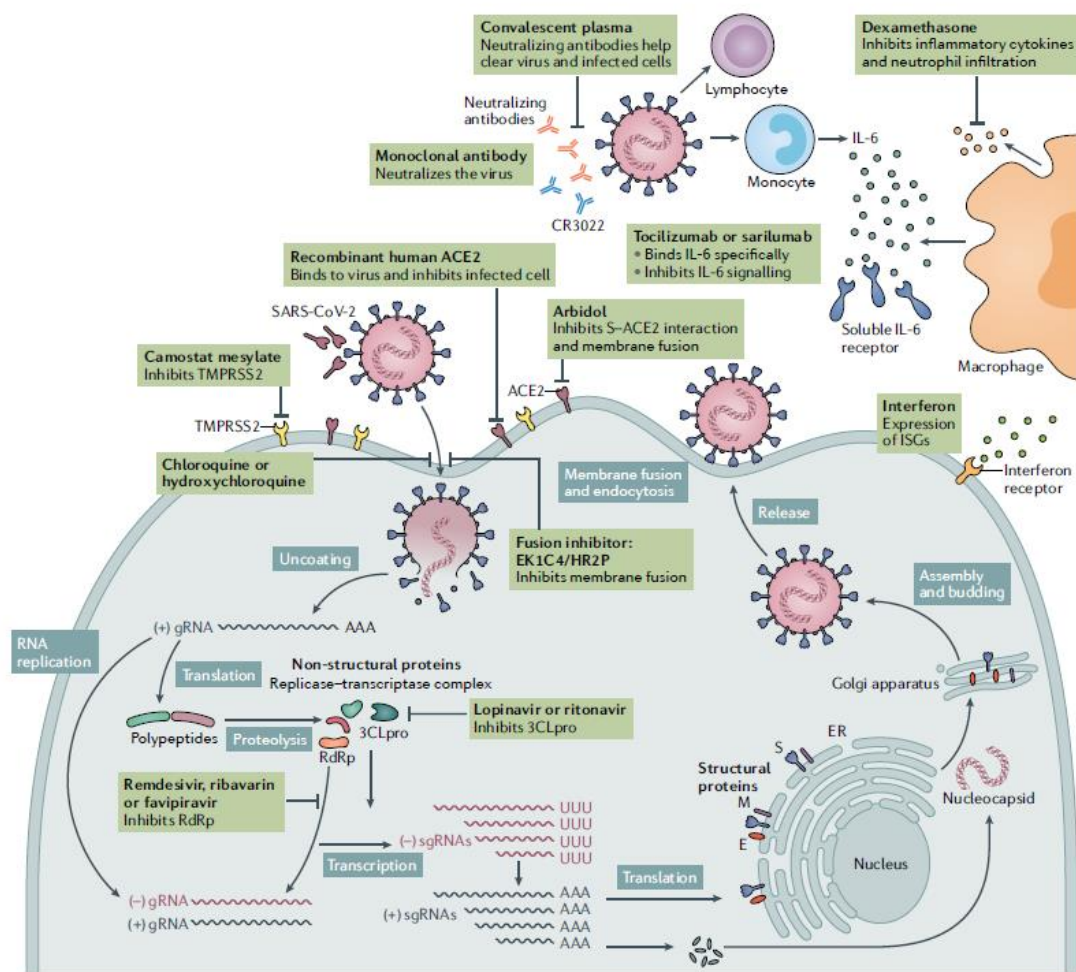 Convalescent plasma
Neutralizing antibodies help
clear virus and infected cells
Dexamethasone
Inhibits inflammatory cytokines
and neutrophil infiltration
Lymphocyte
Neutralizing
antibodies
Monoclonal antibody
Neutralizes the virus
IL-6
Monocyte
CR3022
Tocilizumab or sarilumab
• Binds IL-6 specifically
• Inhibits IL-6 signalling
Recombinant human ACE2
Binds to virus and inhibits infected cell
SARS-CoV-2
Arbidol
Inhibits S–ACE2 interaction
and membrane fusion
Soluble IL-6
receptor
Macrophage
Camostat mesylate
Inhibits TMPRSS2
ACE2
TMPRSS2
Interferon
Expression
of ISGs
Interferon
receptor
Chloroquine or
hydroxychloroquine
Membrane fusion
and endocytosis
Release
Fusion inhibitor:
EK1C4/HR2P
Inhibits membrane fusion
Uncoating
Assembly
and budding
(+) gRNA
AAA
RNA
replication
Translation
Non-structural proteins
Replicase–transcriptase complex
Golgi apparatus
Polypeptides
Proteolysis
3CLpro
RdRp
Lopinavir or ritonavir
Inhibits 3CLpro
Remdesivir, ribavarin
or favipiravir
Inhibits RdRp
S
ER
Structural
proteins
M
E
Nucleocapsid
Nucleus
UUU
UUU
(–) sgRNAs
UUU
UUU
Transcription
Translation
(–) gRNA
(+) gRNA
AAA
(+) sgRNAs
AAA
AAA
AAA